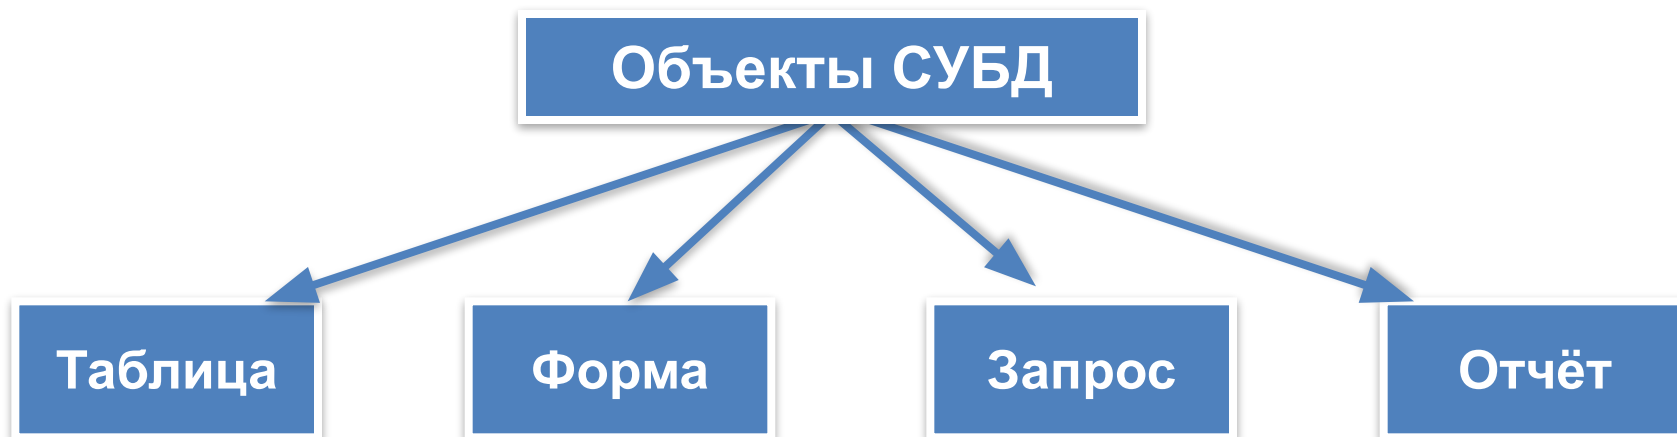 Объекты СУБД
Таблица
Форма
Запрос
Отчёт